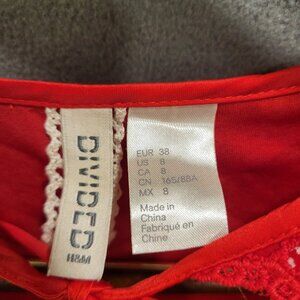 DIVIDED
H&M
EUR 38
US 8
CA 8
CN 165/88A
MX 8
Made in
China
Fabriqué en
Chine